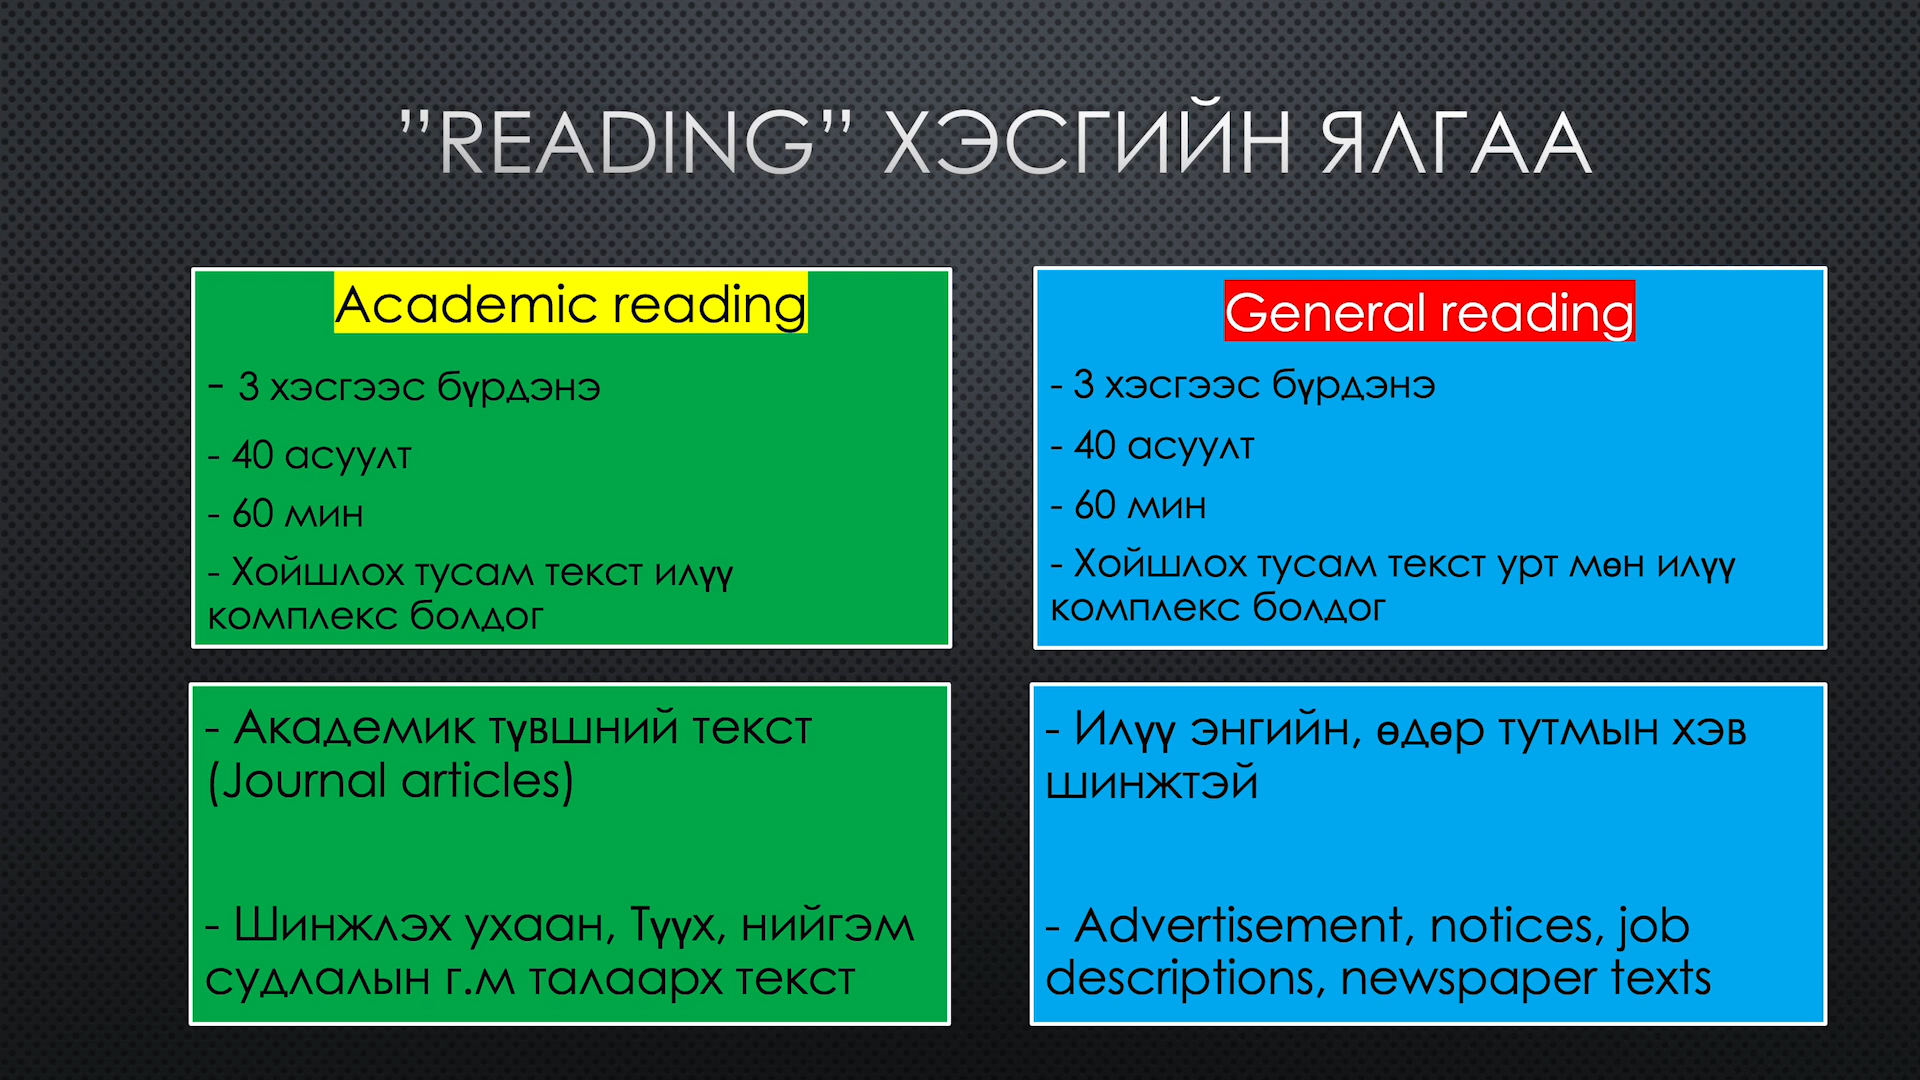 ”READING” ХЭСГИЙН ЯЛГАА
Academic reading
- 3 хэсгээс бүрдэнэ
- 40 асуулт
- 60 мин
- Хойшлох тусам текст илүү
комплекс болдог
General reading
- 3 хэсгээс бүрдэнэ
- 40 асуулт
- 60 мин
- Хойшлох тусам текст урт мөн илүү
комплекс болдог
- Академик түвшний текст
(Journal articles)
- Шинжлэх ухаан, Түүх, нийгэм
судлалын г.м талаарх текст
- Илүү энгийн, өдөр тутмын хэв
шинжтэй
- Advertisement, notices, job
descriptions, newspaper texts